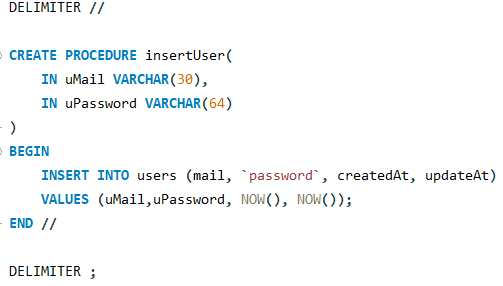 DELIMITER //
CREATE PROCEDURE insertUser(
IN uMail VARCHAR(30),
IN uPassword VARCHAR(64)
)
BEGIN
INSERT INTO users (mail, `password`, createdAt, updateAt)
VALUES (uMail,uPassword, NOW(), NOW());
END //
DELIMITER ;